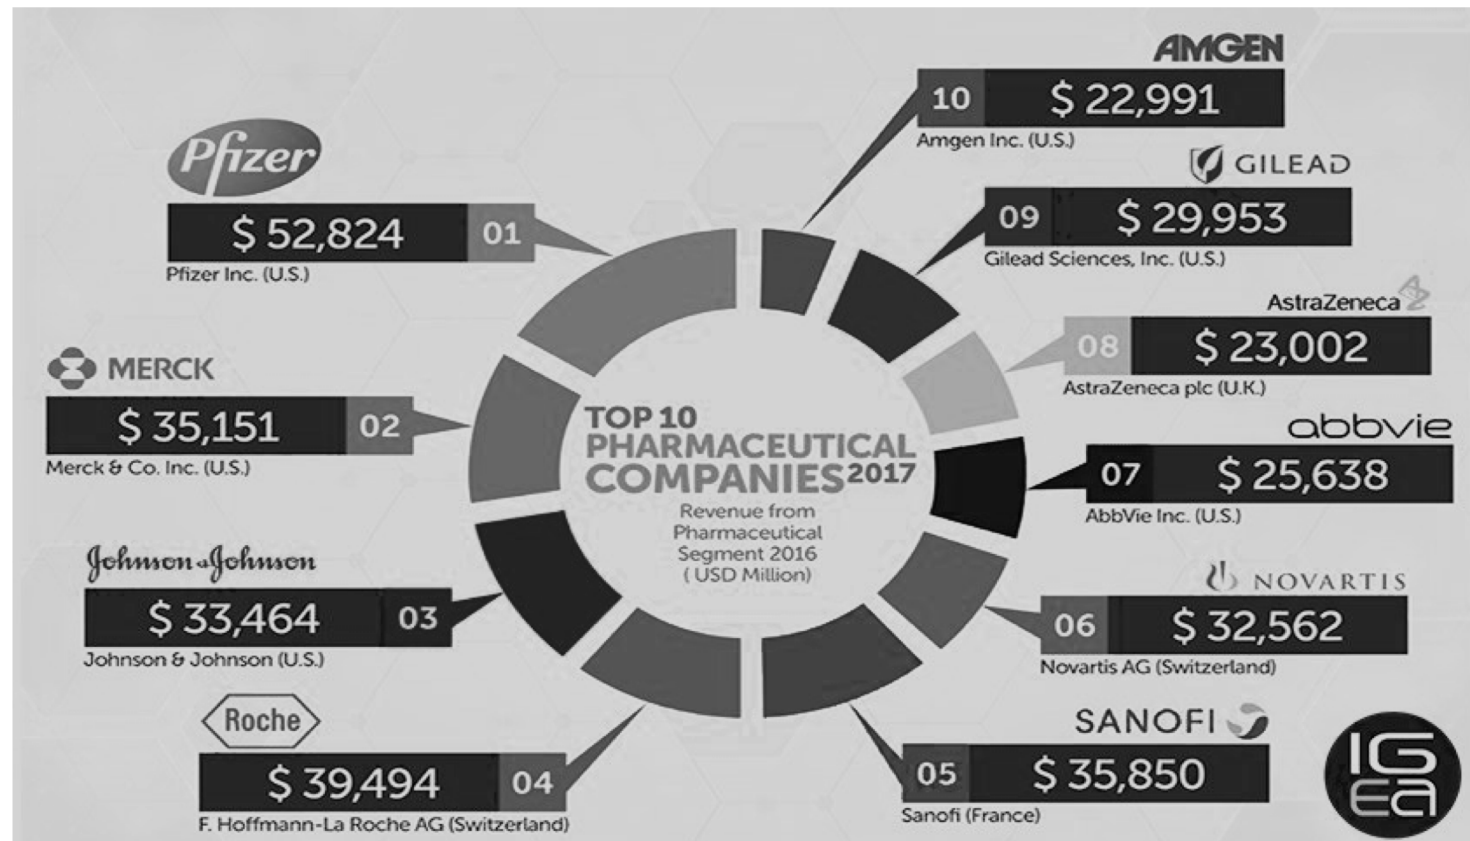 Pfizer
$ 52,824 01
Pfizer Inc. (U.S.)
MERCK
$ 35,151 02
Merck & Co. Inc. (U.S.)
Johnson & Johnson
$ 33,464 03
Johnson & Johnson (U.S.)
Roche
$ 39,494 04
F. Hoffmann-La Roche AG (Switzerland)
TOP 10
PHARMACEUTICAL
COMPANIES 2017
Revenue from
Pharmaceutical
Segment 2016
( USD Million)
AMGEN
10 $ 22,991
Amgen Inc. (U.S.)
GILEAD
09 $ 29,953
Gilead Sciences, Inc. (U.S.)
AstraZeneca
08 $ 23,002
AstraZeneca plc (U.K.)
abbvie
07 $ 25,638
AbbVie Inc. (U.S.)
NOVARTIS
06 $ 32,562
Novartis AG (Switzerland)
SANOFI
05 $ 35,850
Sanofi (France)
IG
Ea